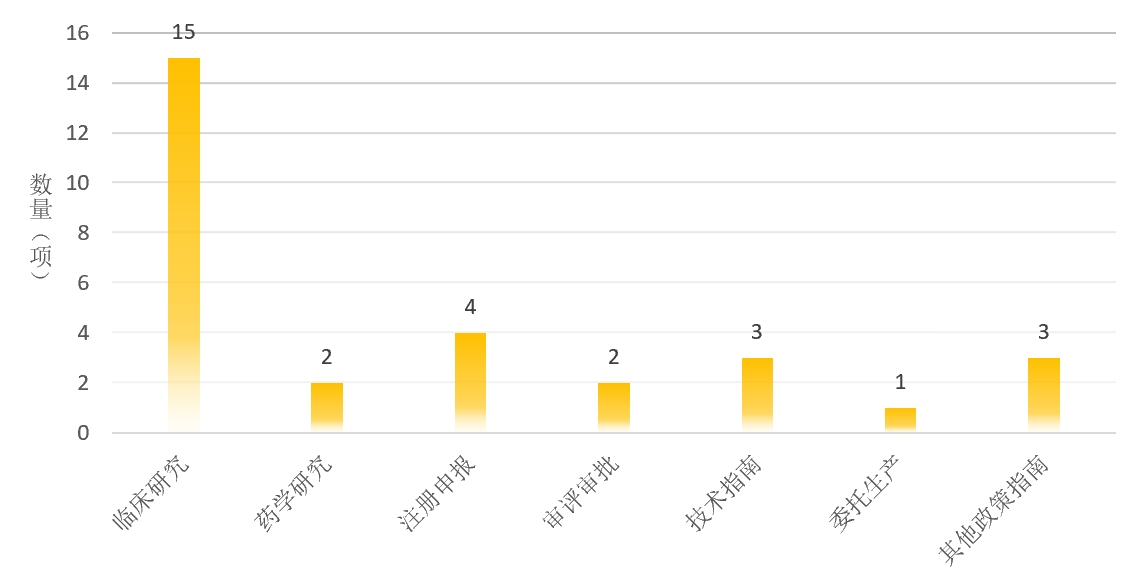 数量（项）
16
14
12
10
8
6
4
2
0
15
2
4
2
3
1
3
临床研究
药学研究
注册申报
审评审批
技术指南
委托生产
其他政策指南